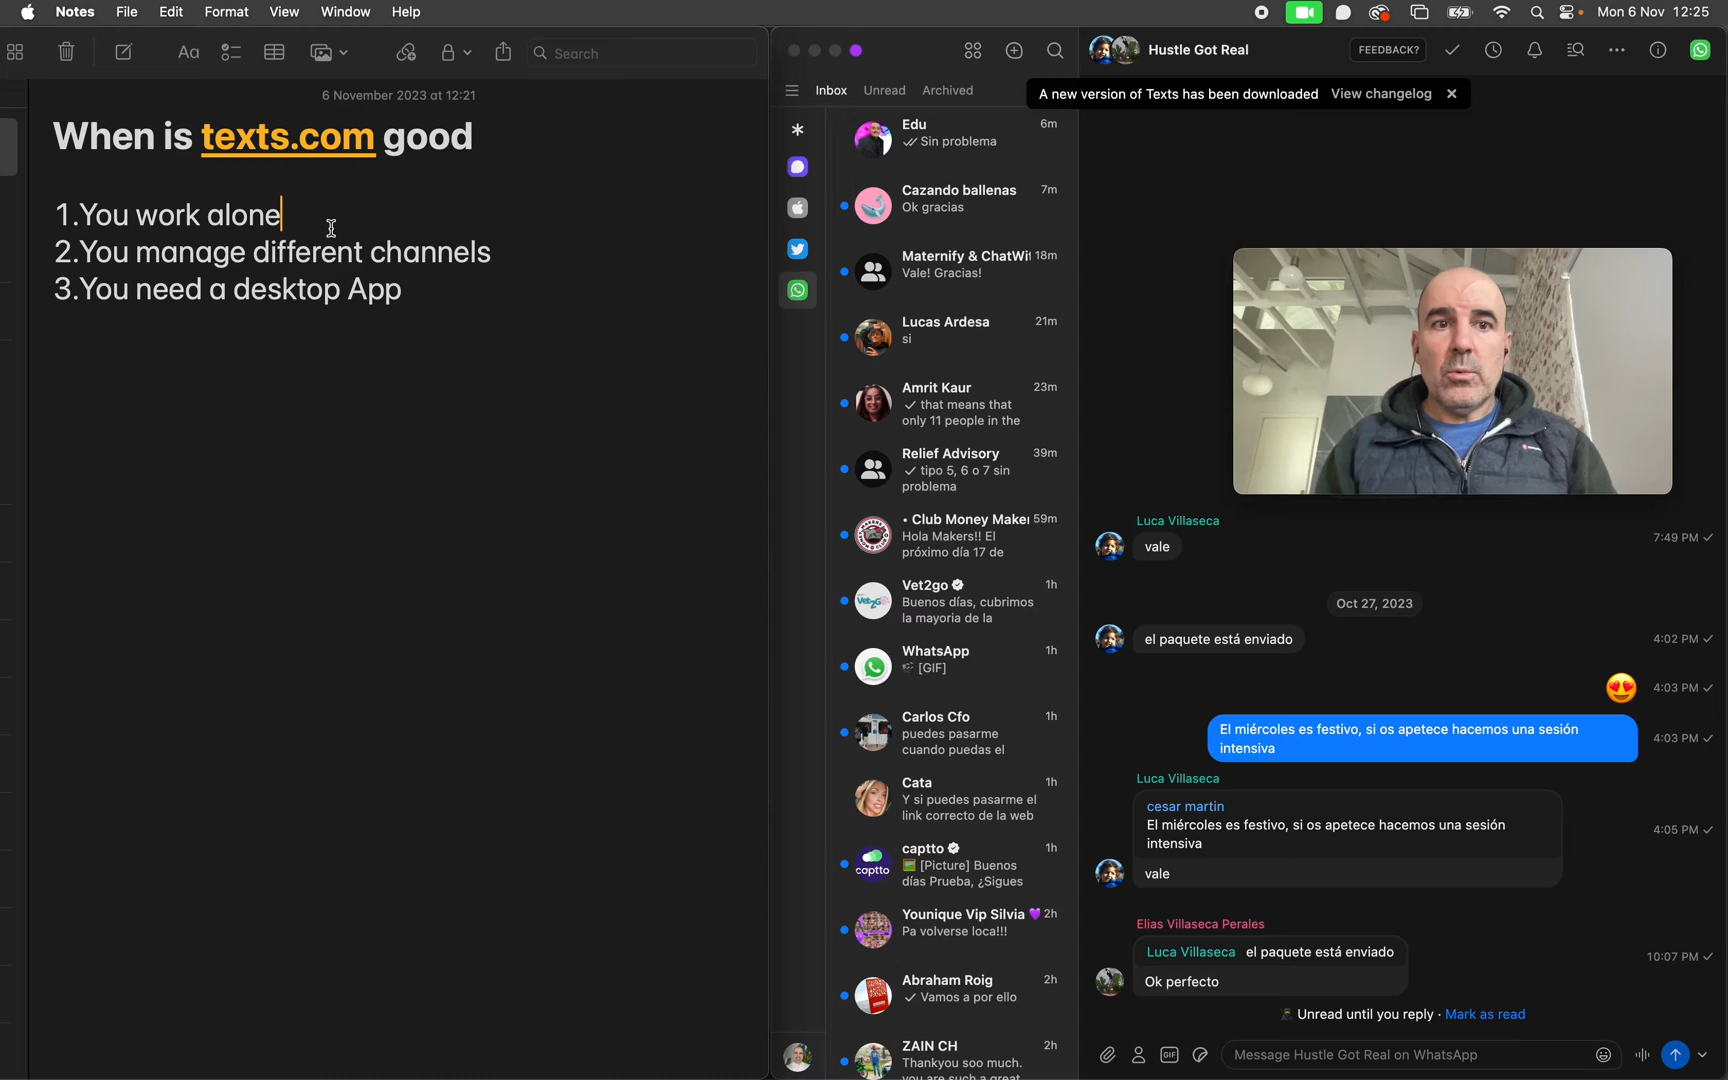 Notes File Edit Format View Window Help
Mon 6 Nov 12:25
Aa
Search
6 November 2023 at 12:21
When is texts.com good
1.You work alone
2.You manage different channels
3.You need a desktop App
Inbox Unread Archived
Edu 6m
Sin problema
Cazando ballenas 7m
Ok gracias
Maternify & ChatWit 18m
Vale! Gracias!
Lucas Ardesa 21m
si
Amrit Kaur 23m
that means that
only 11 people in the
Relief Advisory 39m
tipo 5, 6 o 7 sin
problema
• Club Money Maker 59m
Hola Makers!! El
próximo día 17 de
Vet2go 1h
Buenos días, cubrimos
la mayoria de la
WhatsApp 1h
[GIF]
Carlos Cfo 1h
puedes pasarme
cuando puedas el
Cata 1h
Y si puedes pasarme el
link correcto de la web
captto 1h
captto
[Picture] Buenos
días Prueba, ¿Sigues
Younique Vip Silvia 💜 2h
Pa volverse loca!!!
Abraham Roig 2h
Vamos a por ello
ZAIN CH 2h
Thankyou soo much.
you are such a great
Hustle Got Real
FEEDBACK?
A new version of Texts has been downloaded View changelog
Luca Villaseca
vale
7:49 PM
Oct 27, 2023
el paquete está enviado
4:02 PM
😍 4:03 PM
El miércoles es festivo, si os apetece hacemos una sesión
intensiva
4:03 PM
Luca Villaseca
cesar martin
El miércoles es festivo, si os apetece hacemos una sesión
intensiva
4:05 PM
vale
Elias Villaseca Perales
Luca Villaseca el paquete está enviado
10:07 PM
Ok perfecto
Unread until you reply · Mark as read
GIF
Message Hustle Got Real on WhatsApp